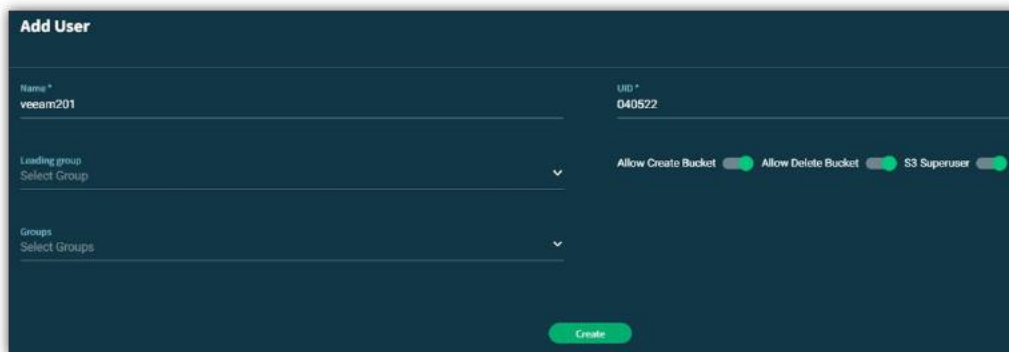 Add User
Name * UID *
veeam201 040522
Leading group
Select Group
Allow Create Bucket Allow Delete Bucket S3 Superuser
Groups
Select Groups
Create